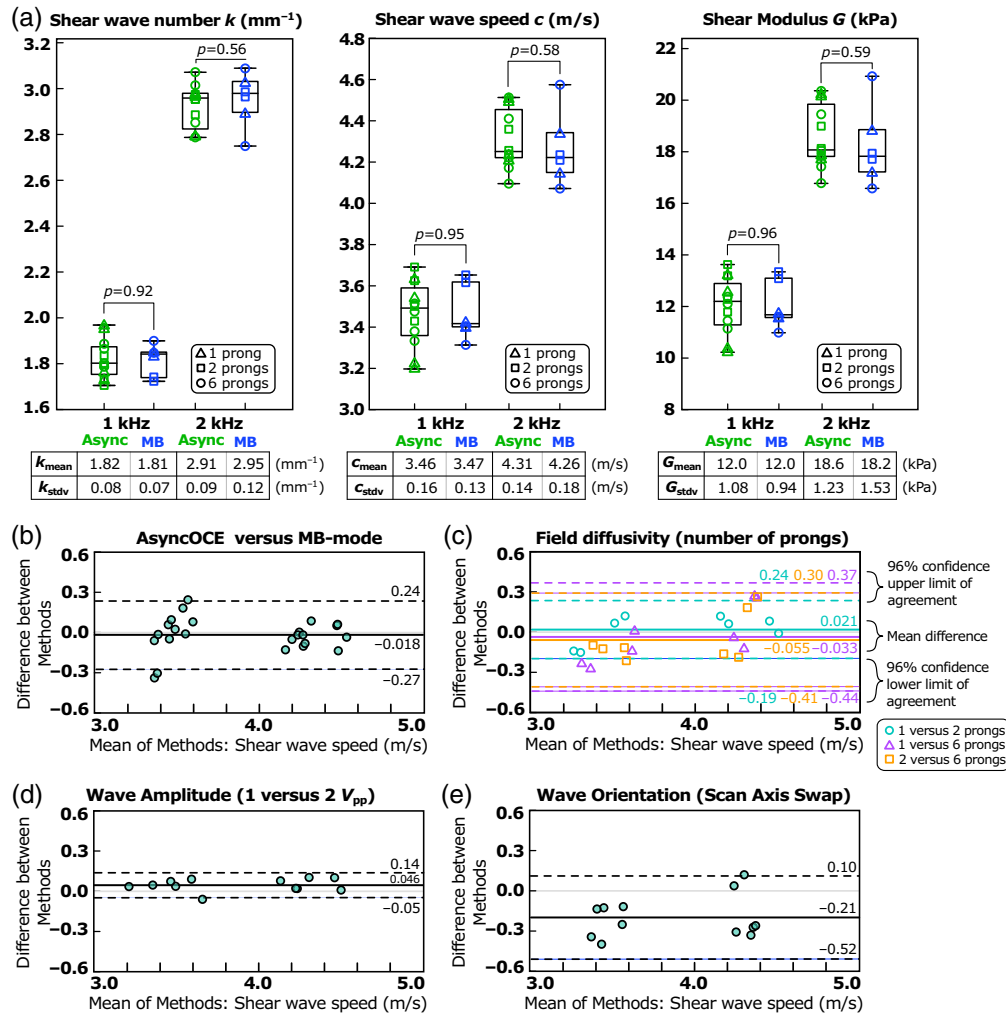 (a)
Shear wave number k (mm⁻¹)
3.2
3.0
2.8
2.6
2.4
2.2
2.0
1.8
1.6
p=0.56
p=0.92
1 prong
2 prongs
6 prongs
1 kHz 2 kHz
Async MB Async MB
k_mean 1.82 1.81 2.91 2.95 (mm⁻¹)
k_stdv 0.08 0.07 0.09 0.12 (mm⁻¹)
Shear wave speed c (m/s)
4.8
4.6
4.4
4.2
4.0
3.8
3.6
3.4
3.2
3.0
p=0.58
p=0.95
1 prong
2 prongs
6 prongs
1 kHz 2 kHz
Async MB Async MB
c_mean 3.46 3.47 4.31 4.26 (m/s)
c_stdv 0.16 0.13 0.14 0.18 (m/s)
Shear Modulus G (kPa)
22
20
18
16
14
12
10
8
p=0.59
p=0.96
1 prong
2 prongs
6 prongs
1 kHz 2 kHz
Async MB Async MB
G_mean 12.0 12.0 18.6 18.2 (kPa)
G_stdv 1.08 0.94 1.23 1.53 (kPa)
(b)
AsyncOCE versus MB-mode
Difference between
Methods
0.6
0.3
0.0
−0.3
−0.6
0.24
−0.018
−0.27
3.0 4.0 5.0
Mean of Methods: Shear wave speed (m/s)
(c)
Field diffusivity (number of prongs)
Difference between
Methods
0.6
0.3
0.0
−0.3
−0.6
0.24 0.30 0.37
0.021
−0.055 −0.033
−0.19 −0.41 −0.44
3.0 4.0 5.0
Mean of Methods: Shear wave speed (m/s)
96% confidence
upper limit of
agreement
Mean difference
96% confidence
lower limit of
agreement
1 versus 2 prongs
1 versus 6 prongs
2 versus 6 prongs
(d)
Wave Amplitude (1 versus 2 V_pp)
Difference between
Methods
0.6
0.3
0.0
−0.3
−0.6
0.14
0.046
−0.05
3.0 4.0 5.0
Mean of Methods: Shear wave speed (m/s)
(e)
Wave Orientation (Scan Axis Swap)
Difference between
Methods
0.6
0.3
0.0
−0.3
−0.6
0.10
−0.21
−0.52
3.0 4.0 5.0
Mean of Methods: Shear wave speed (m/s)